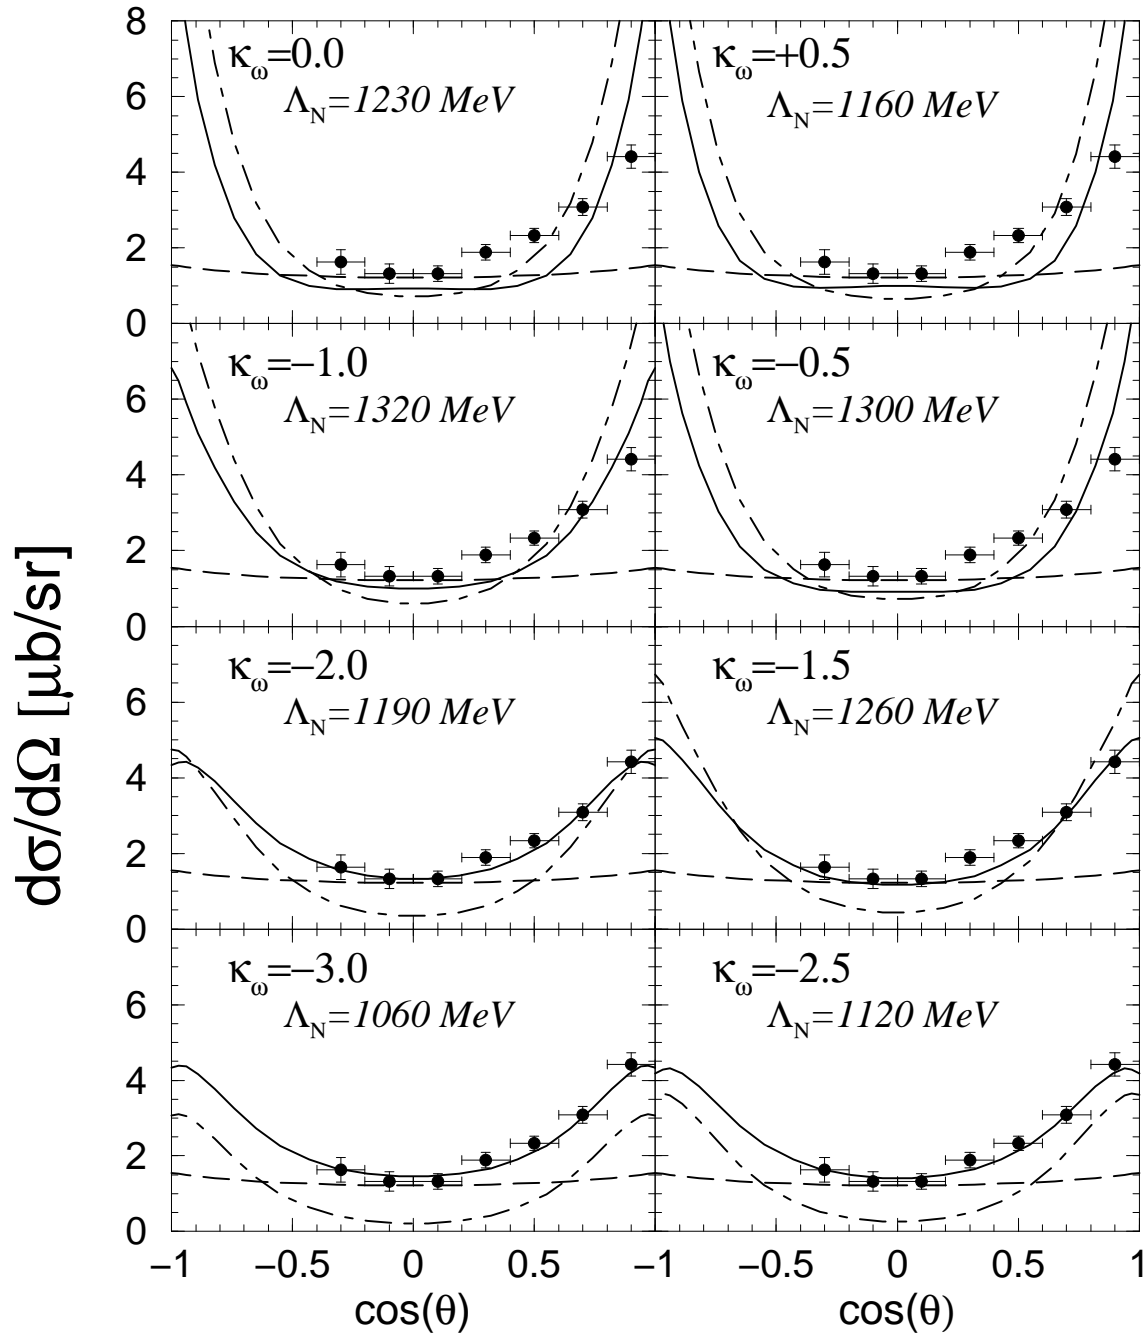 dσ/dΩ [μb/sr]
8
6
4
2
0
κω=0.0
ΛN=1230 MeV
κω=+0.5
ΛN=1160 MeV
6
4
2
0
κω=−1.0
ΛN=1320 MeV
κω=−0.5
ΛN=1300 MeV
6
4
2
0
κω=−2.0
ΛN=1190 MeV
κω=−1.5
ΛN=1260 MeV
6
4
2
0
κω=−3.0
ΛN=1060 MeV
κω=−2.5
ΛN=1120 MeV
−1 −0.5 0 0.5 −1 −0.5 0 0.5 1
cos(θ) cos(θ)